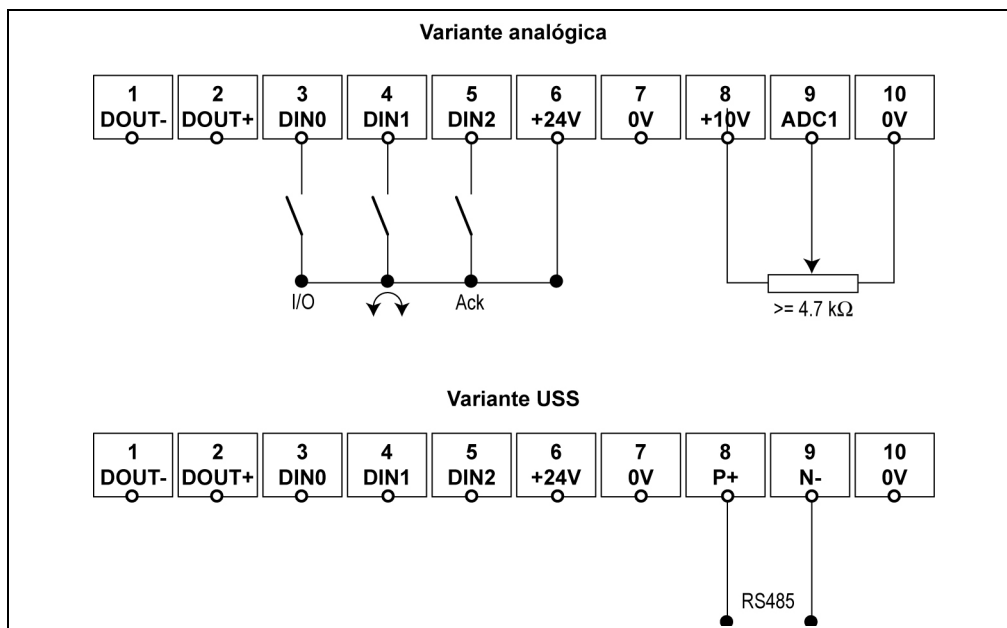 Variante analógica
1 2 3 4 5 6 7 8 9 10
DOUT- DOUT+ DIN0 DIN1 DIN2 +24V 0V +10V ADC1 0V
I/O Ack >= 4.7 kΩ
Variante USS
1 2 3 4 5 6 7 8 9 10
DOUT- DOUT+ DIN0 DIN1 DIN2 +24V 0V P+ N- 0V
RS485